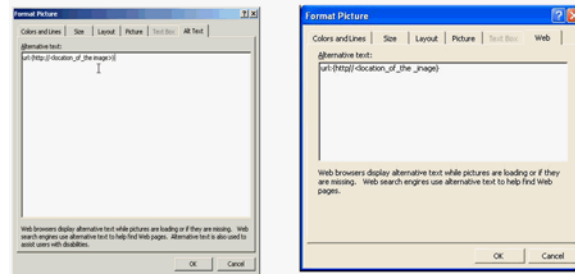 Format Picture
Colors and Lines Size Layout Picture Text Box Alt Text
Alternative text:
url:{http://<location_of_the image>}
Web browsers display alternative text while pictures are loading or if they are missing. Web
search engines use alternative text to help find Web pages. Alternative text is also used to
assist users with disabilities.
OK Cancel
Format Picture
Colors and Lines Size Layout Picture Text Box Web
Alternative text:
url:{http//<location_of_the _image}
Web browsers display alternative text while pictures are loading or if they
are missing. Web search engines use alternative text to help find Web
pages.
OK Cancel